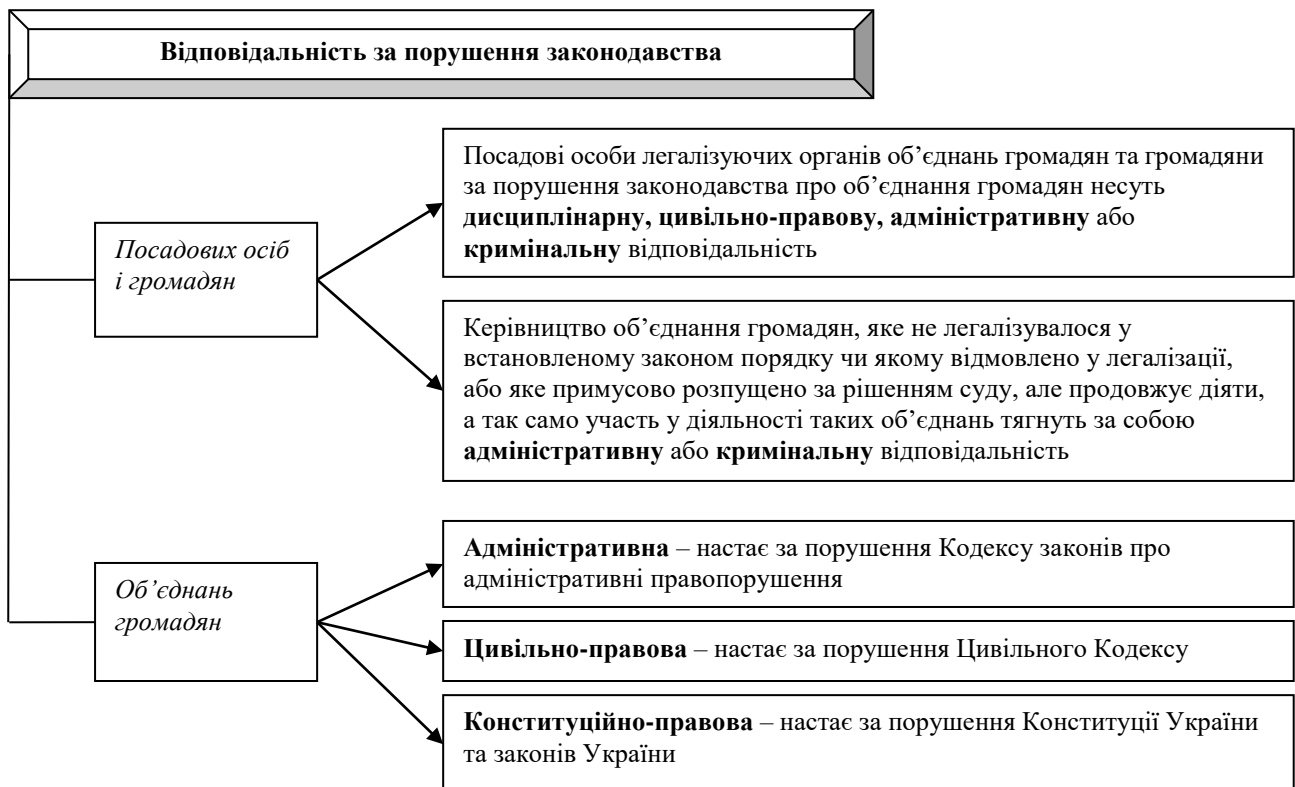 Відповідальність за порушення законодавства
Посадових осіб
і громадян
Посадові особи легалізуючих органів об’єднань громадян та громадяни
за порушення законодавства про об’єднання громадян несуть
дисциплінарну, цивільно-правову, адміністративну або
кримінальну відповідальність
Керівництво об’єднання громадян, яке не легалізувалося у
встановленому законом порядку чи якому відмовлено у легалізації,
або яке примусово розпущено за рішенням суду, але продовжує діяти,
а так само участь у діяльності таких об’єднань тягнуть за собою
адміністративну або кримінальну відповідальність
Об’єднань
громадян
Адміністративна – настає за порушення Кодексу законів про
адміністративні правопорушення
Цивільно-правова – настає за порушення Цивільного Кодексу
Конституційно-правова – настає за порушення Конституції України
та законів України